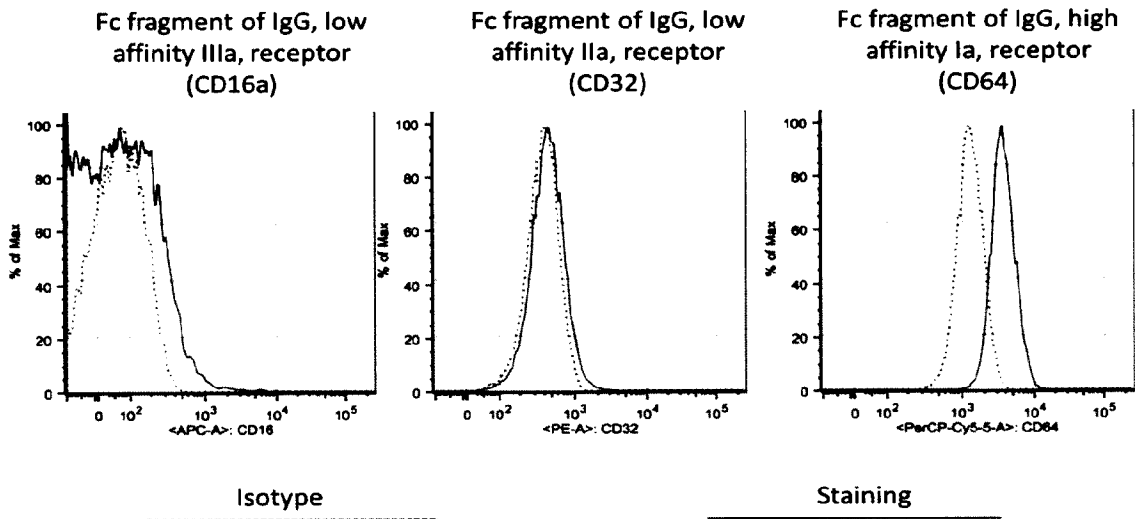 Fc fragment of IgG, low
affinity IIIa, receptor
(CD16a)
Fc fragment of IgG, low
affinity IIa, receptor
(CD32)
Fc fragment of IgG, high
affinity Ia, receptor
(CD64)
% of Max
100
80
60
40
20
0
0 10² 10³ 10⁴ 10⁵
<APC-A>: CD16
% of Max
100
80
60
40
20
0
0 10² 10³ 10⁴ 10⁵
<PE-A>: CD32
% of Max
100
80
60
40
20
0
0 10² 10³ 10⁴ 10⁵
<PerCP-Cy5-5-A>: CD64
Isotype
Staining